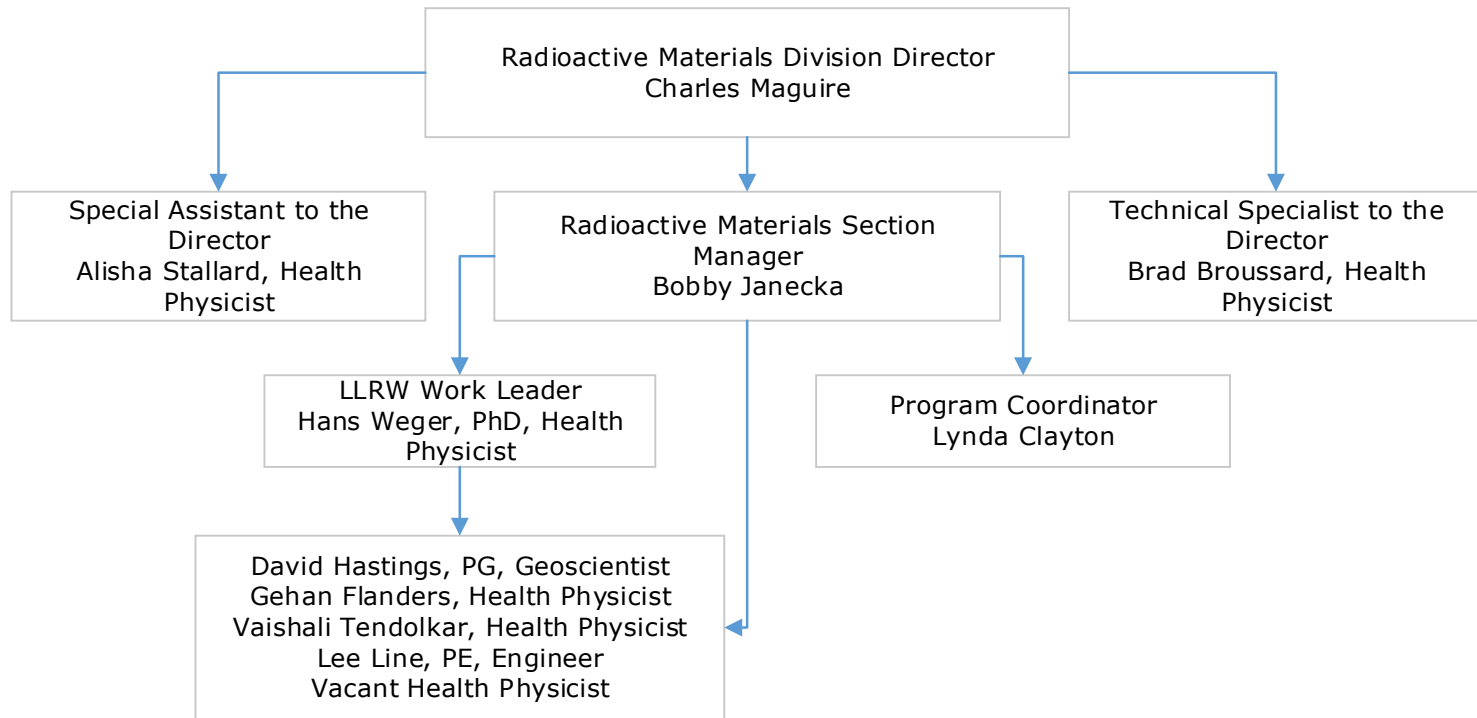 Radioactive Materials Division Director
Charles Maguire
Special Assistant to the
Director
Alisha Stallard, Health
Physicist
Radioactive Materials Section
Manager
Bobby Janecka
Technical Specialist to the
Director
Brad Broussard, Health
Physicist
LLRW Work Leader
Hans Weger, PhD, Health
Physicist
Program Coordinator
Lynda Clayton
David Hastings, PG, Geoscientist
Gehan Flanders, Health Physicist
Vaishali Tendolkar, Health Physicist
Lee Line, PE, Engineer
Vacant Health Physicist